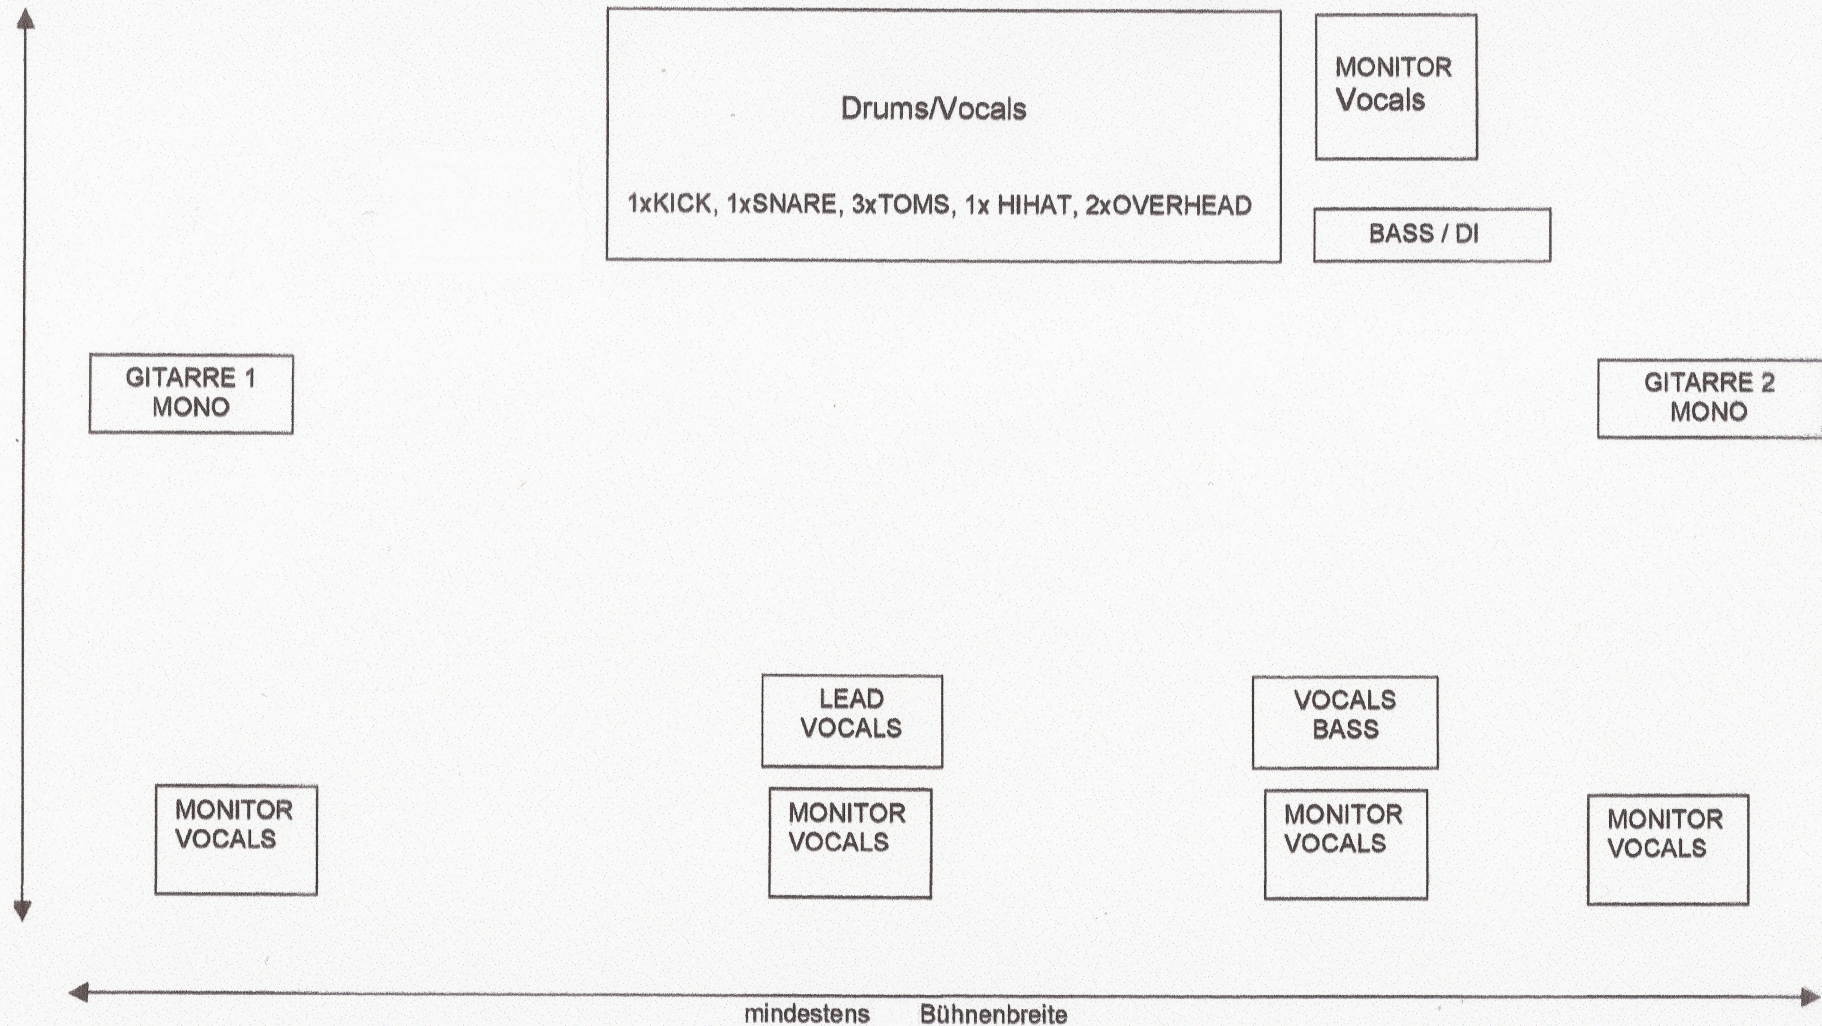 MONITOR
Vocals
Drums/Vocals
1xKICK, 1xSNARE, 3xTOMS, 1x HIHAT, 2xOVERHEAD
BASS / DI
GITARRE 1
MONO
GITARRE 2
MONO
LEAD
VOCALS
VOCALS
BASS
MONITOR
VOCALS
MONITOR
VOCALS
MONITOR
VOCALS
MONITOR
VOCALS
mindestens Bühnenbreite